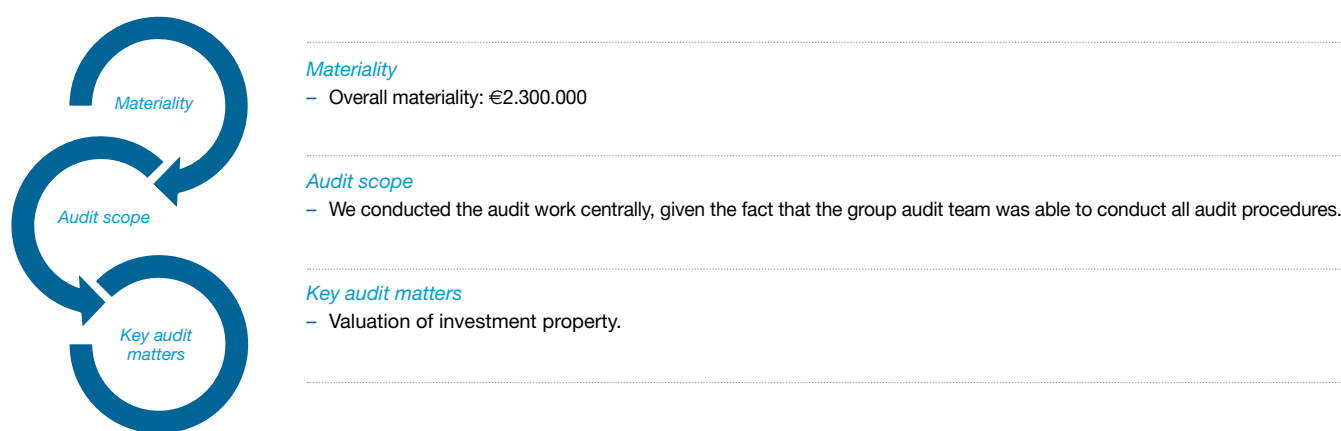 Materiality
Materiality
– Overall materiality: €2.300.000
Audit scope
Audit scope
– We conducted the audit work centrally, given the fact that the group audit team was able to conduct all audit procedures.
Key audit
matters
Key audit matters
– Valuation of investment property.